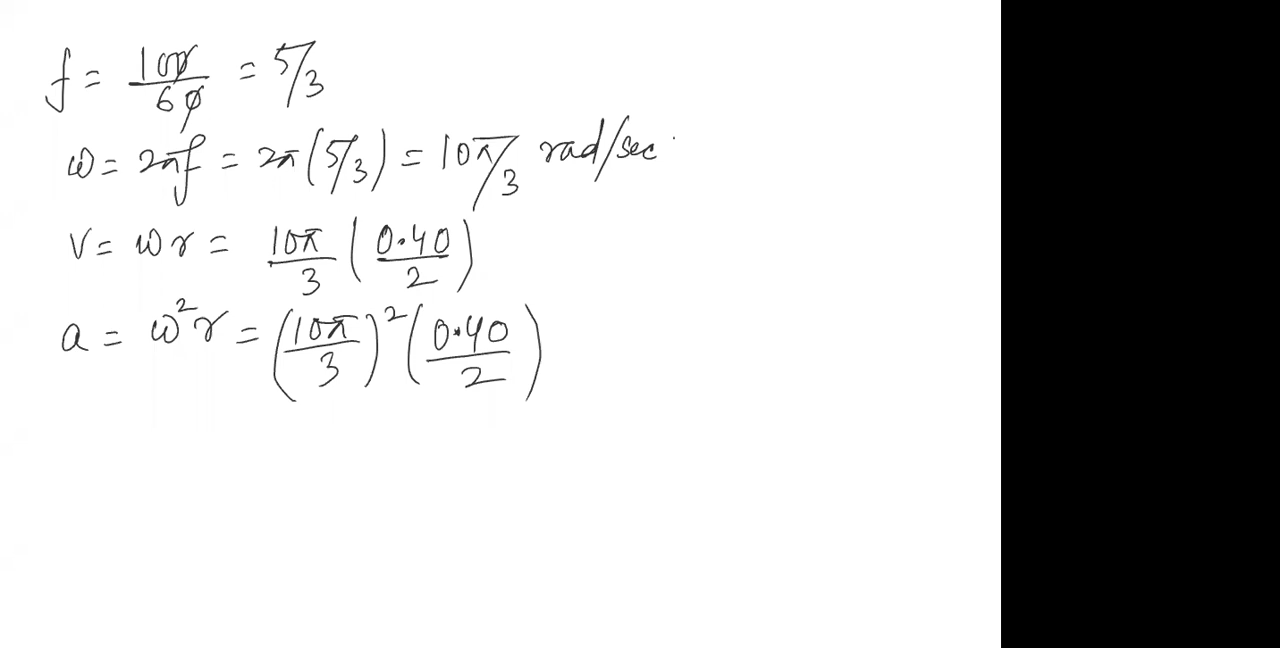 f = 100/60 = 5/3
ω = 2πf = 2π(5/3) = 10π/3 rad/sec
v = ωr = 10π/3 (0.40/2)
a = ω²r = (10π/3)² (0.40/2)